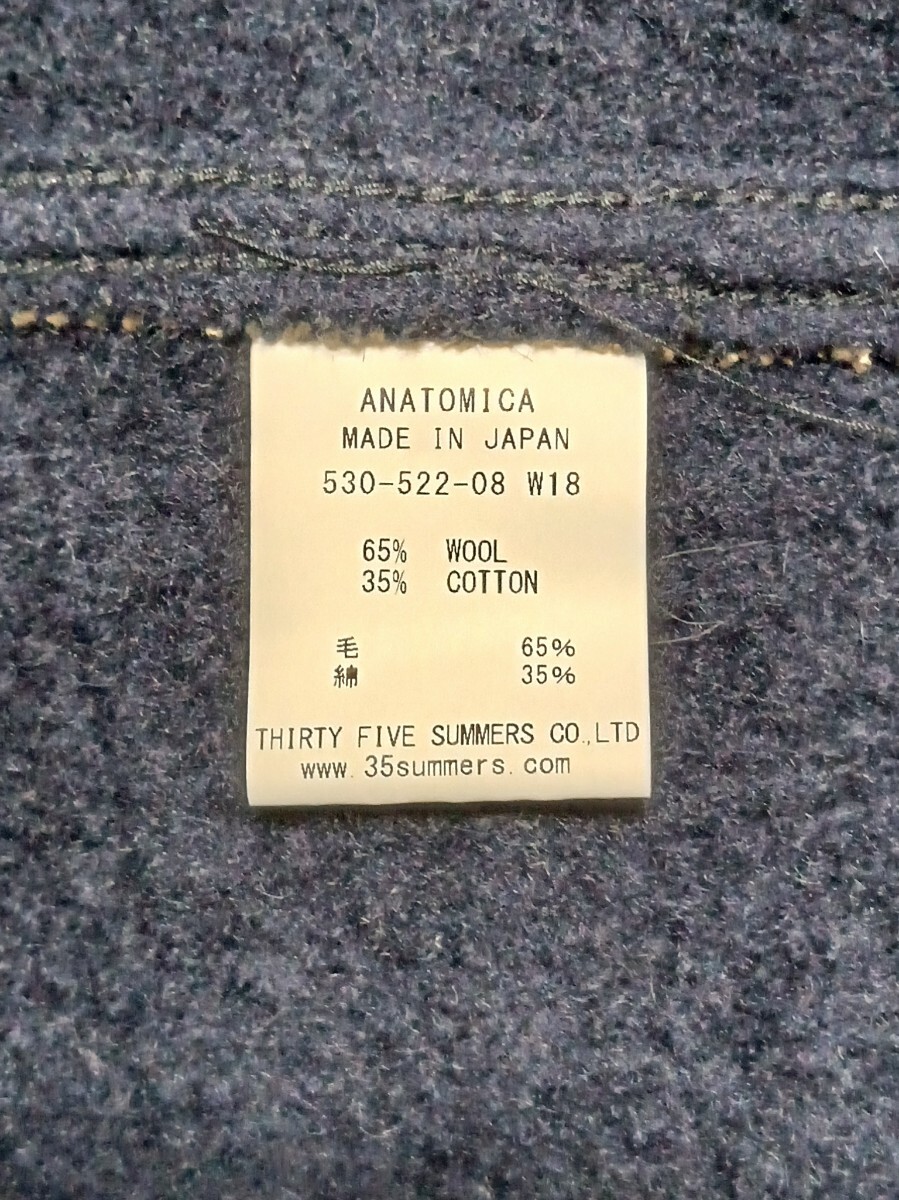 ANATOMICA
MADE IN JAPAN
530-522-08 W18
65% WOOL
35% COTTON
毛 65%
綿 35%
THIRTY FIVE SUMMERS CO.,LTD
www.35summers.com